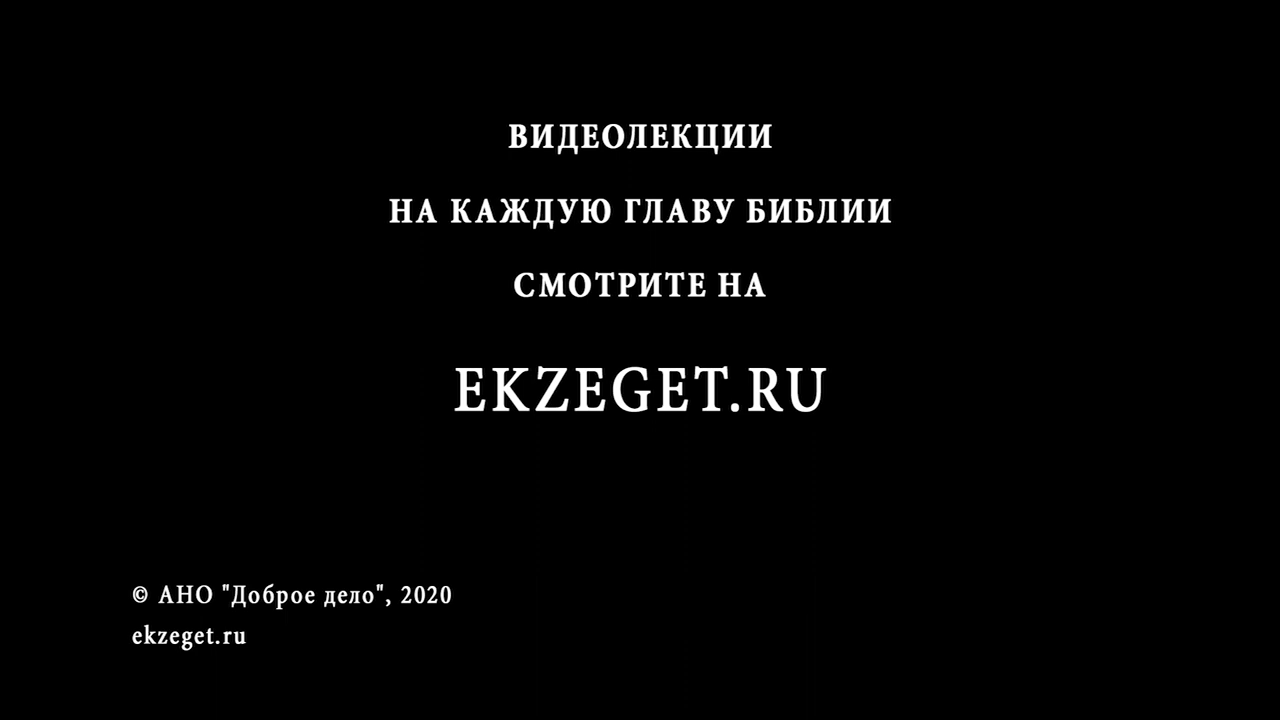 ВИДЕОЛЕКЦИИ
НА КАЖДУЮ ГЛАВУ БИБЛИИ
СМОТРИТЕ НА
EKZEGET.RU
© АНО "Доброе дело", 2020
ekzeget.ru